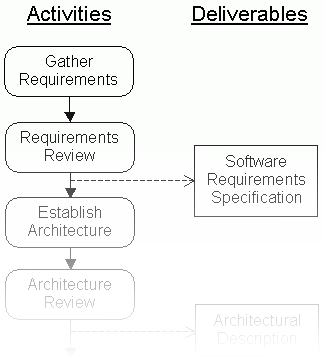 Activities
Deliverables
Gather
Requirements
Requirements
Review
Software
Requirements
Specification
Establish
Architecture
Architecture
Review
Architectural
Description